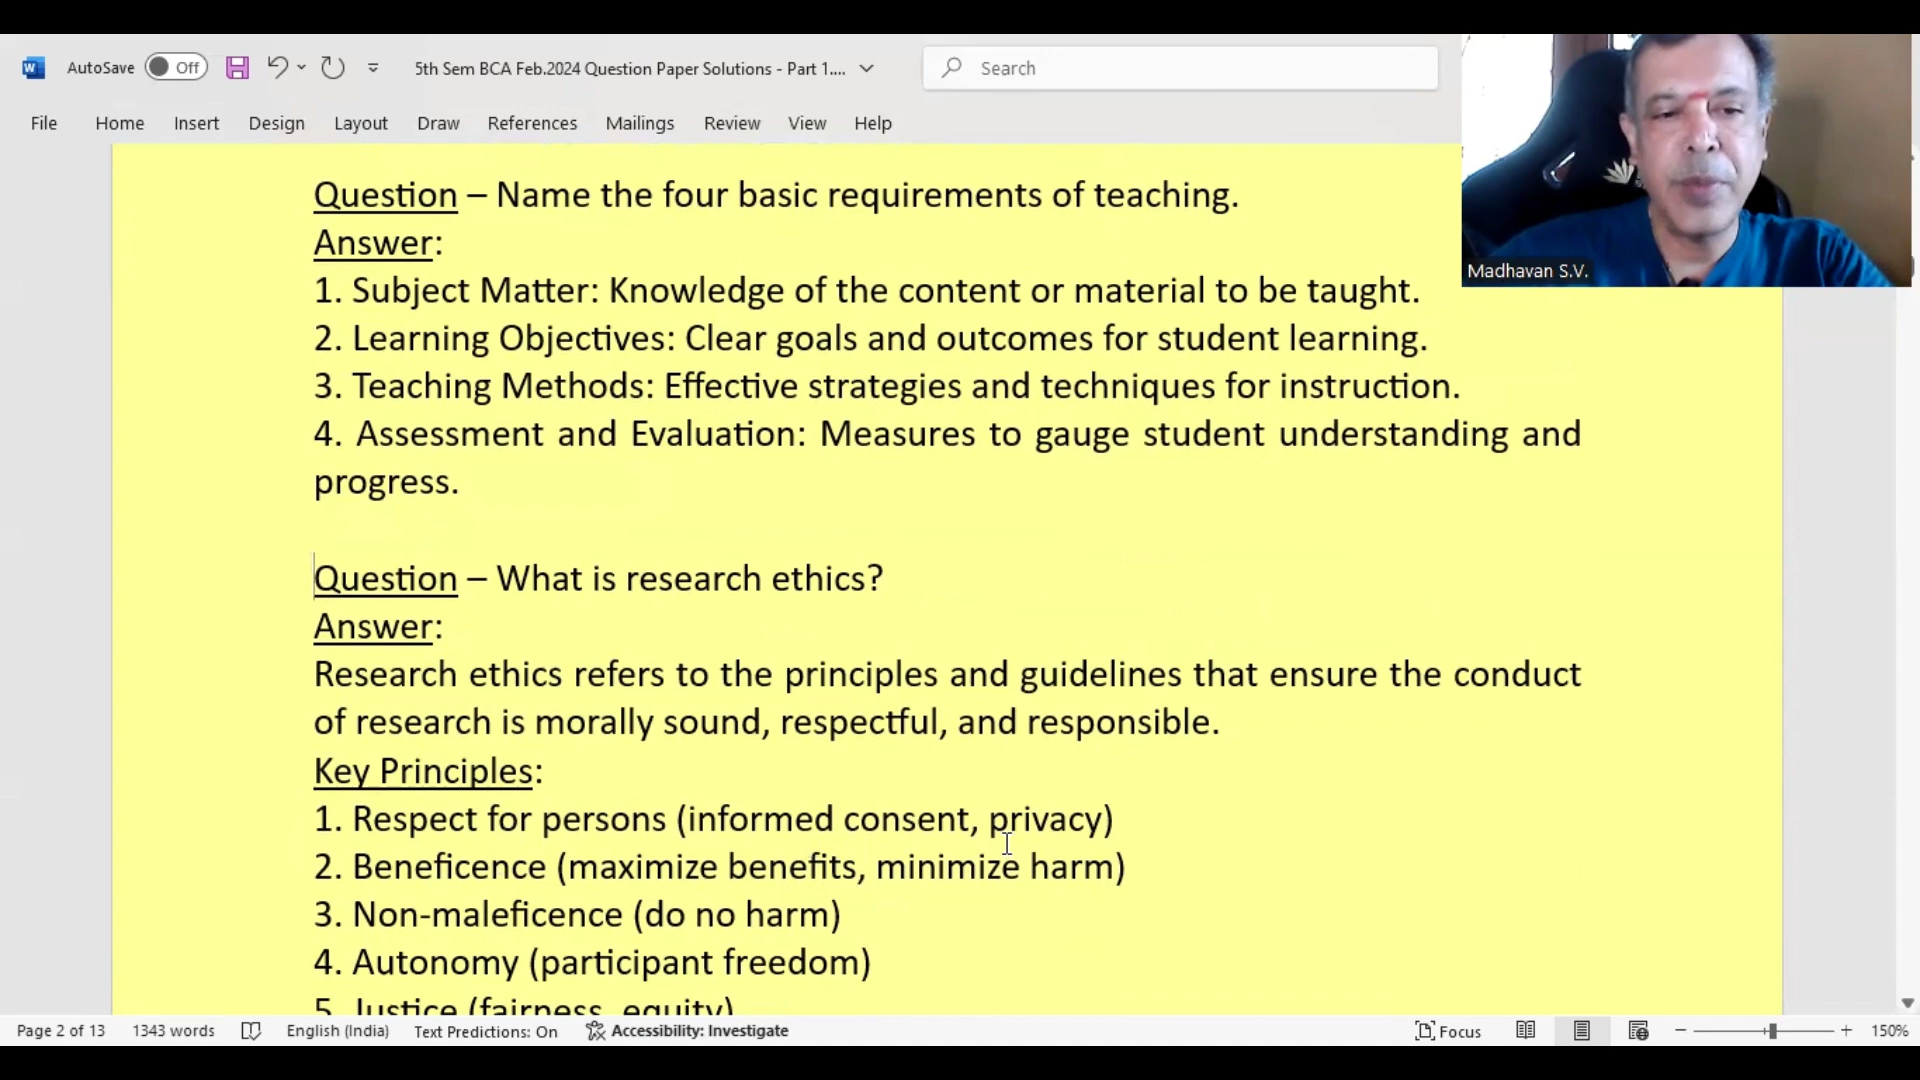 AutoSave Off 5th Sem BCA Feb.2024 Question Paper Solutions - Part 1.... Search
File Home Insert Design Layout Draw References Mailings Review View Help
Madhavan S.V.
Question – Name the four basic requirements of teaching.
Answer:
1. Subject Matter: Knowledge of the content or material to be taught.
2. Learning Objectives: Clear goals and outcomes for student learning.
3. Teaching Methods: Effective strategies and techniques for instruction.
4. Assessment and Evaluation: Measures to gauge student understanding and
progress.
Question – What is research ethics?
Answer:
Research ethics refers to the principles and guidelines that ensure the conduct
of research is morally sound, respectful, and responsible.
Key Principles:
1. Respect for persons (informed consent, privacy)
2. Beneficence (maximize benefits, minimize harm)
3. Non-maleficence (do no harm)
4. Autonomy (participant freedom)
5. Justice (fairness, equity)
Page 2 of 13 1343 words English (India) Text Predictions: On Accessibility: Investigate Focus 150%